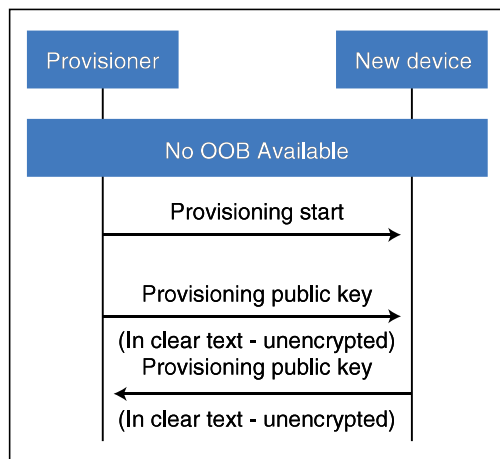 Provisioner
New device
No OOB Available
Provisioning start
Provisioning public key
(In clear text - unencrypted)
Provisioning public key
(In clear text - unencrypted)